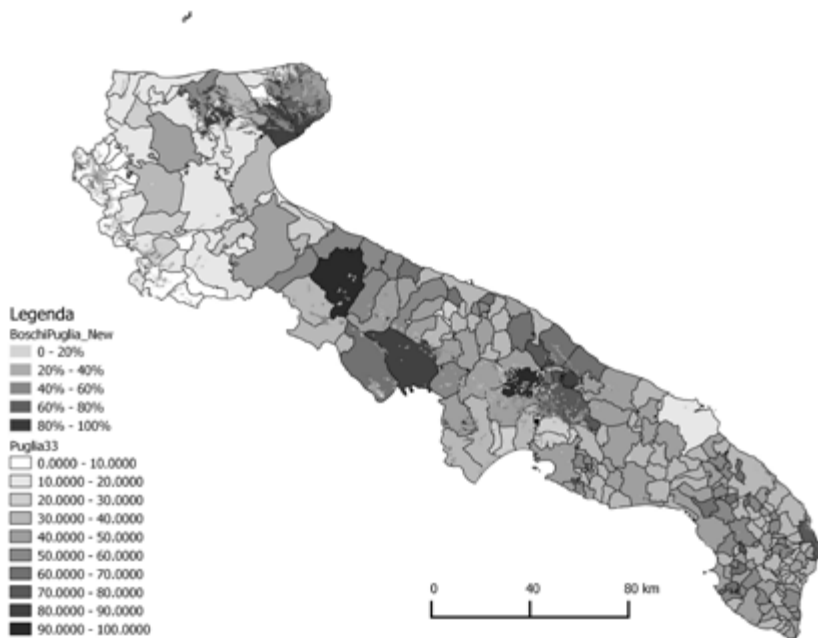 Legenda
BoschiPuglia_New
0 - 20%
20% - 40%
40% - 60%
60% - 80%
80% - 100%
Puglia33
0.0000 - 10.0000
10.0000 - 20.0000
20.0000 - 30.0000
30.0000 - 40.0000
40.0000 - 50.0000
50.0000 - 60.0000
60.0000 - 70.0000
70.0000 - 80.0000
80.0000 - 90.0000
90.0000 - 100.0000
0 40 80 km